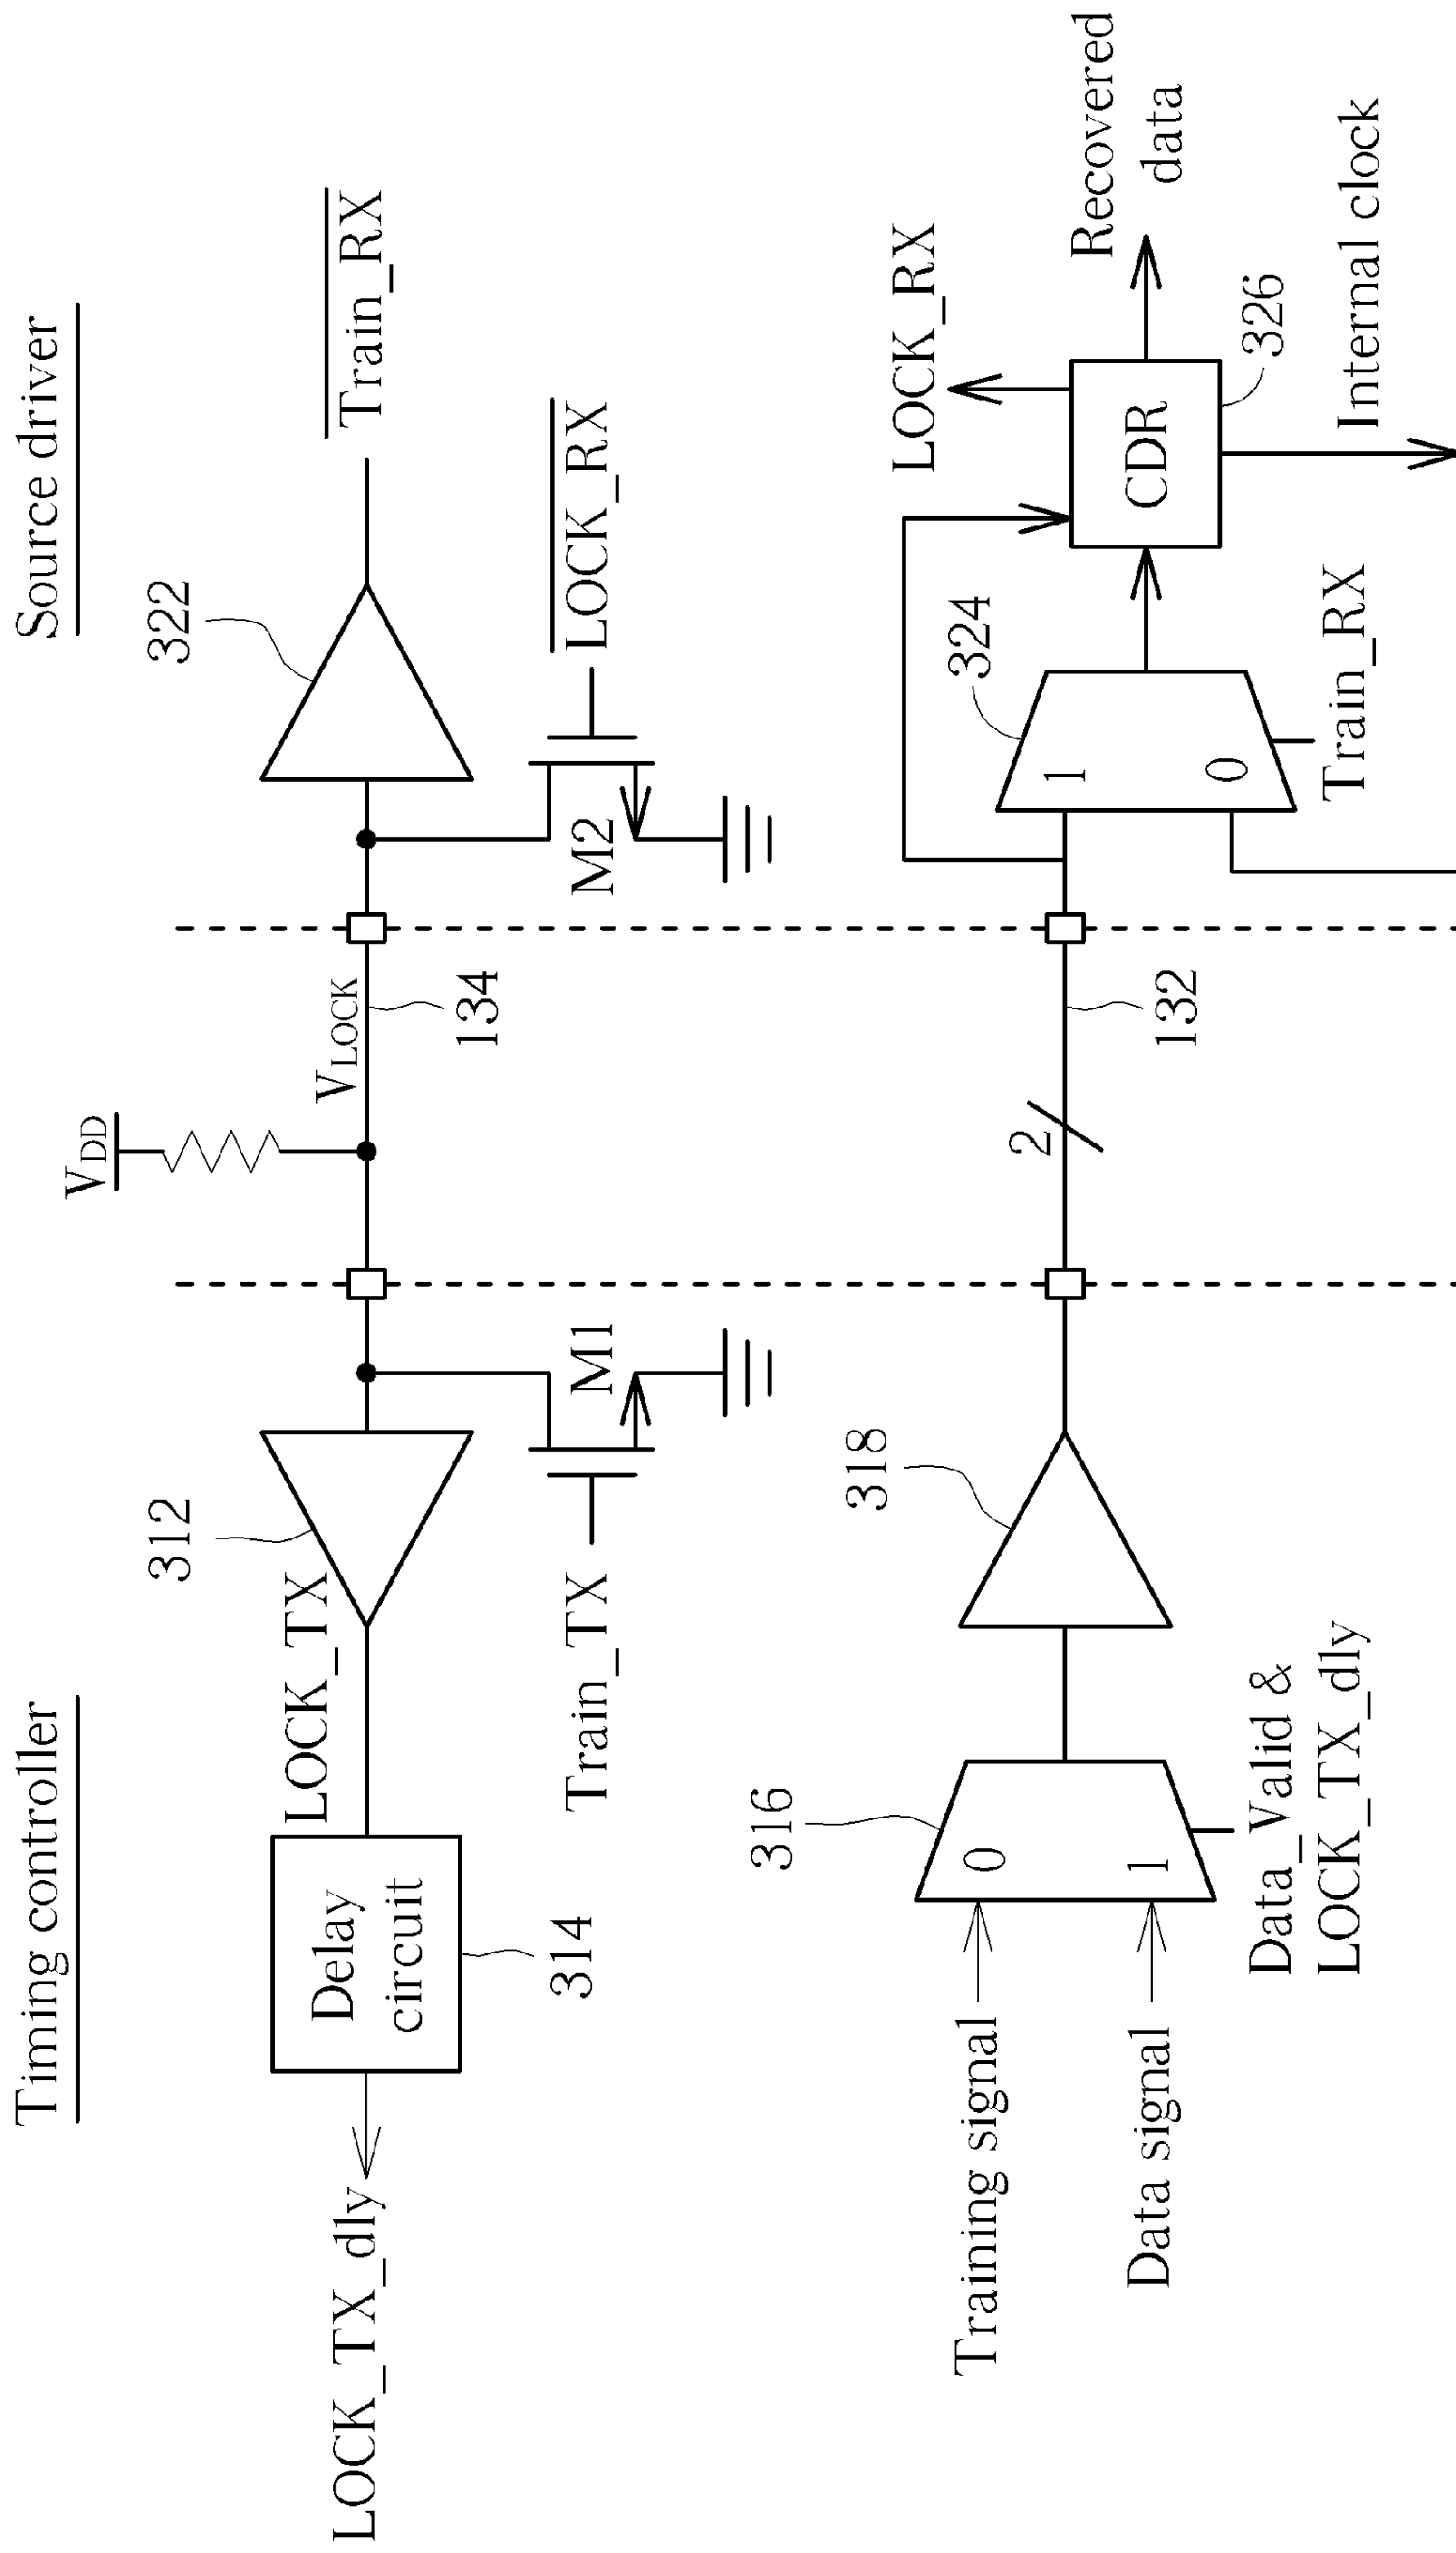 Timing controller
Source driver
V_DD
312
322
LOCK_TX_dly
Delay
circuit
LOCK_TX
V_LOCK
Train_RX
314
134
Train_TX
M1
M2
LOCK_RX
316
318
LOCK_RX
324
Training signal
0
2
1
CDR
Recovered
data
Data signal
1
132
0
326
Data_Valid &
LOCK_TX_dly
Train_RX
Internal clock